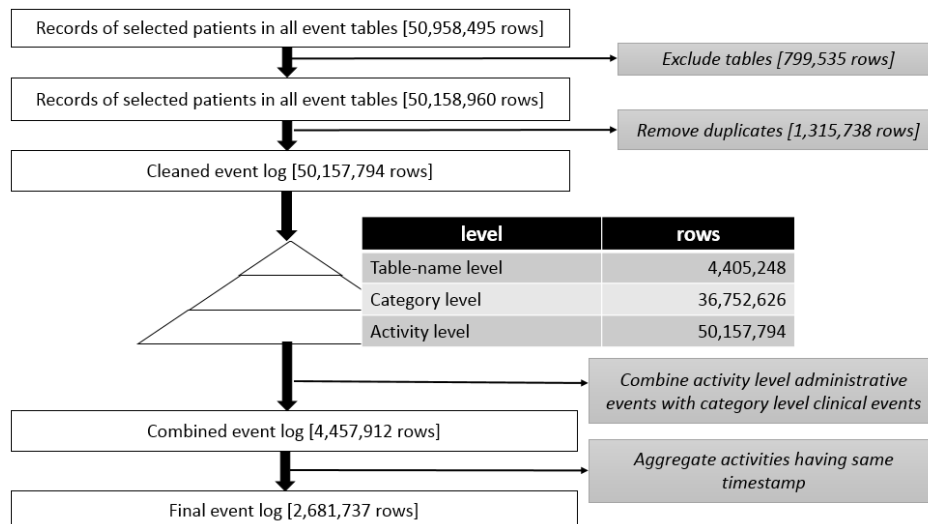 Records of selected patients in all event tables [50,958,495 rows]
Exclude tables [799,535 rows]
Records of selected patients in all event tables [50,158,960 rows]
Remove duplicates [1,315,738 rows]
Cleaned event log [50,157,794 rows]
level rows
Table-name level 4,405,248
Category level 36,752,626
Activity level 50,157,794
Combine activity level administrative
events with category level clinical events
Combined event log [4,457,912 rows]
Aggregate activities having same
timestamp
Final event log [2,681,737 rows]